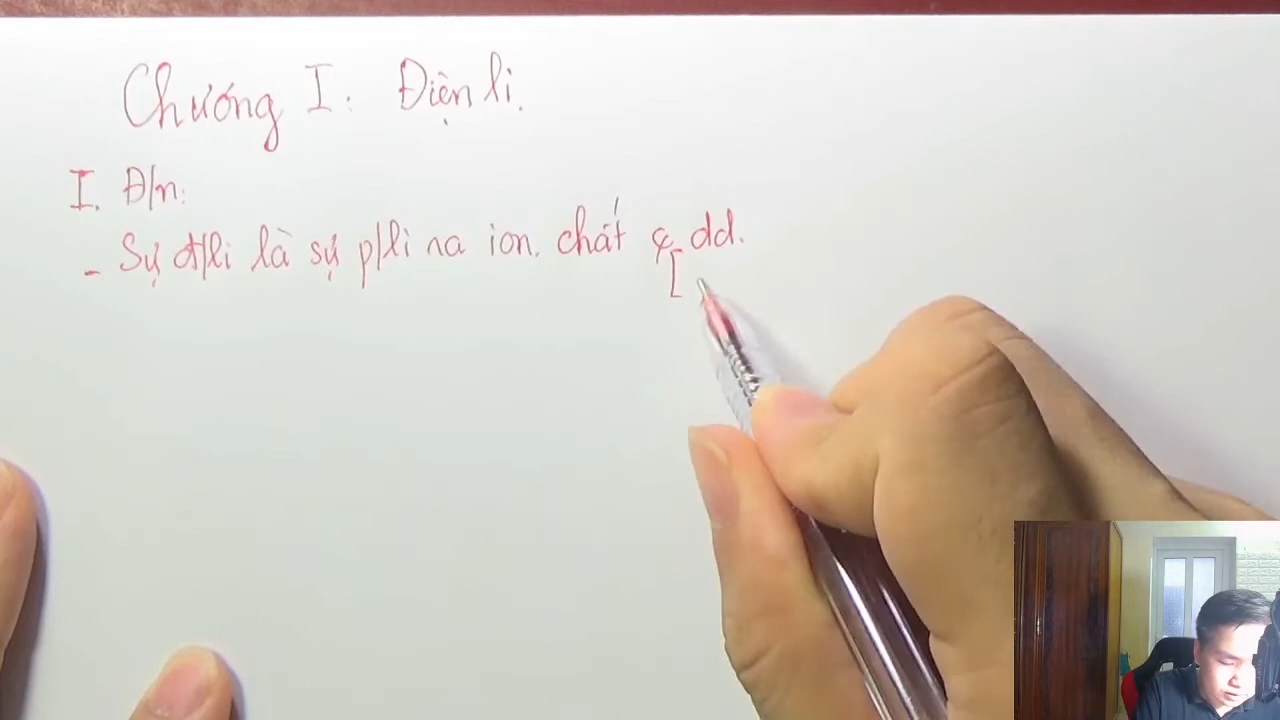 Chương I: Điện li.
I. Đ/n:
- Sự đ/li là sự p/li ra ion. chất dd.